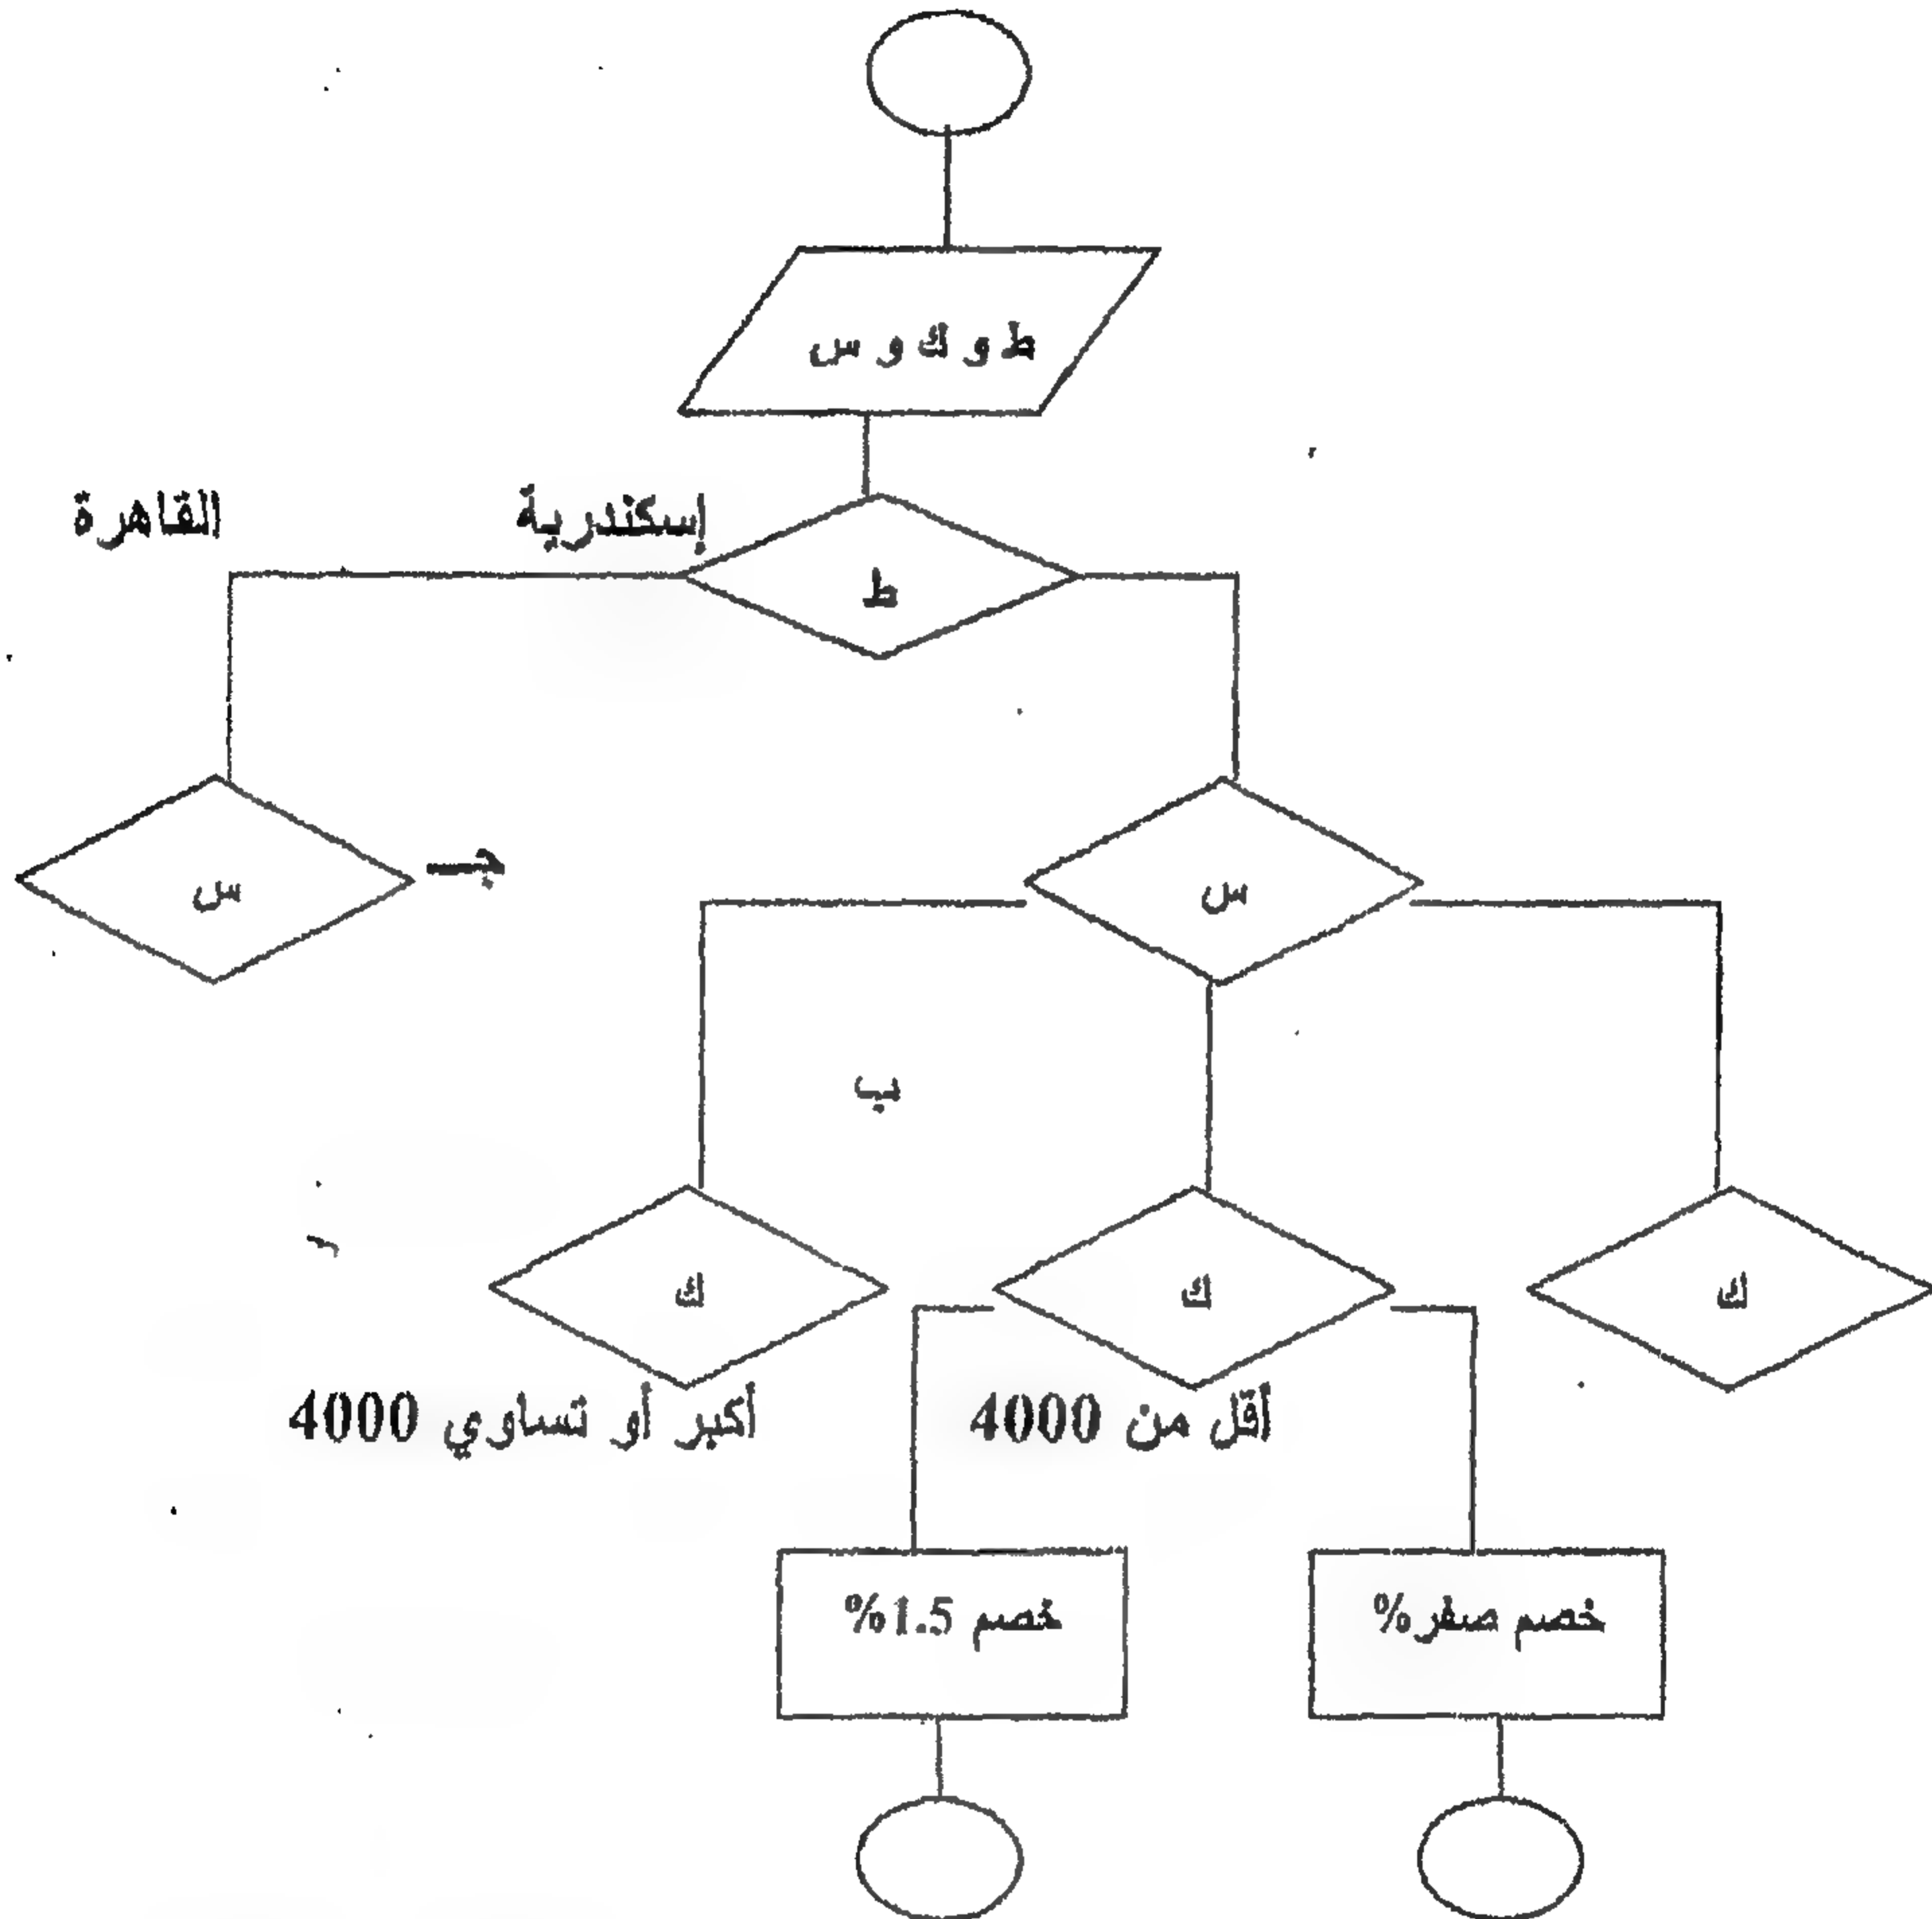 ط و ك و س
إسكندرية
القاهرة
ط
س
جـ
س
ب
ك
ك
ك
أقل من 4000
أكبر أو تساوي 4000
خصم صفر%
خصم 1.5%